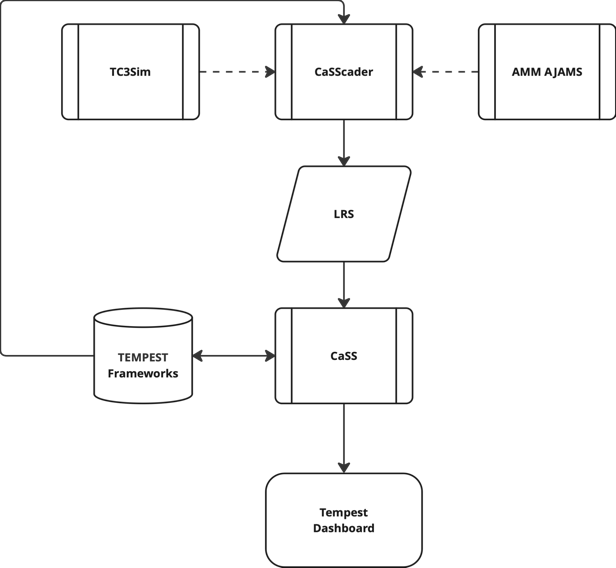 TC3Sim
CaSScader
AMM AJAMS
LRS
TEMPEST
Frameworks
CaSS
Tempest
Dashboard